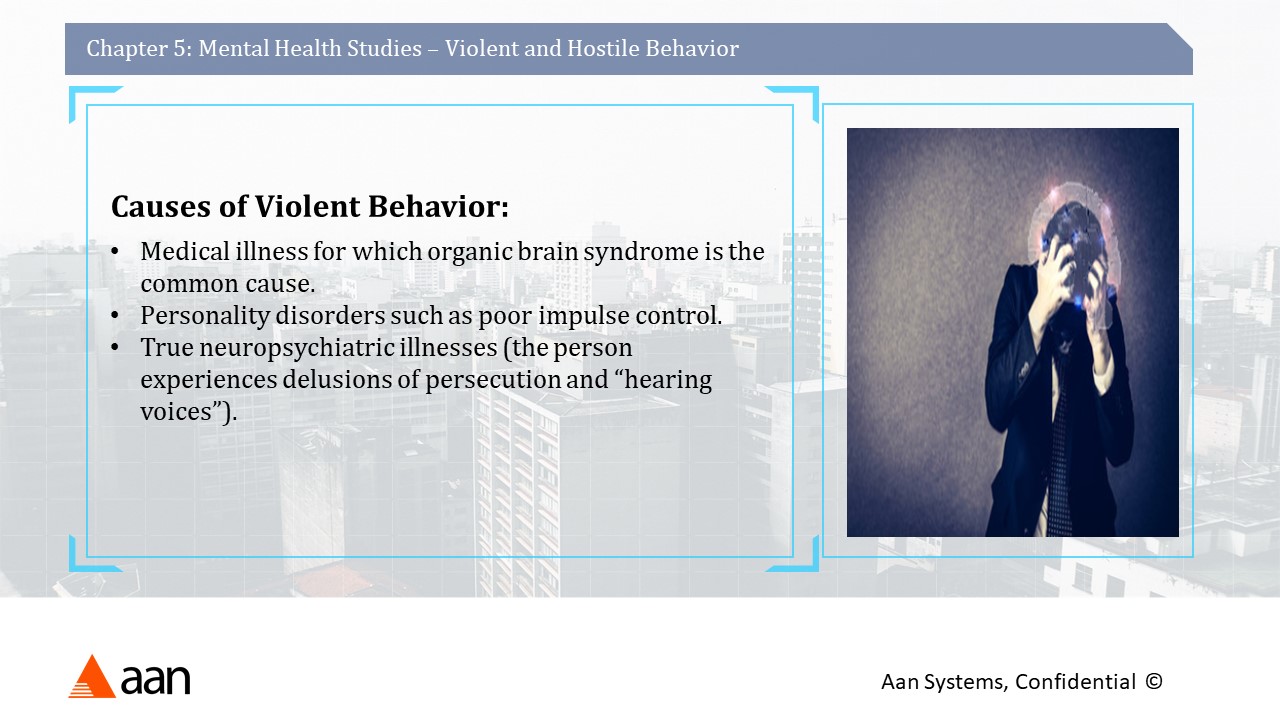 Chapter 5: Mental Health Studies – Violent and Hostile Behavior
Causes of Violent Behavior:
• Medical illness for which organic brain syndrome is the
common cause.
• Personality disorders such as poor impulse control.
• True neuropsychiatric illnesses (the person
experiences delusions of persecution and “hearing
voices”).
aan
Aan Systems, Confidential ©